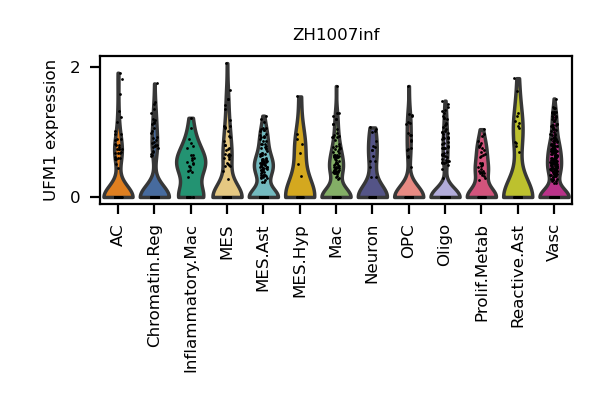 ZH1007inf
UFM1 expression
2
0
AC
Chromatin.Reg
Inflammatory.Mac
MES
MES.Ast
MES.Hyp
Mac
Neuron
OPC
Oligo
Prolif.Metab
Reactive.Ast
Vasc